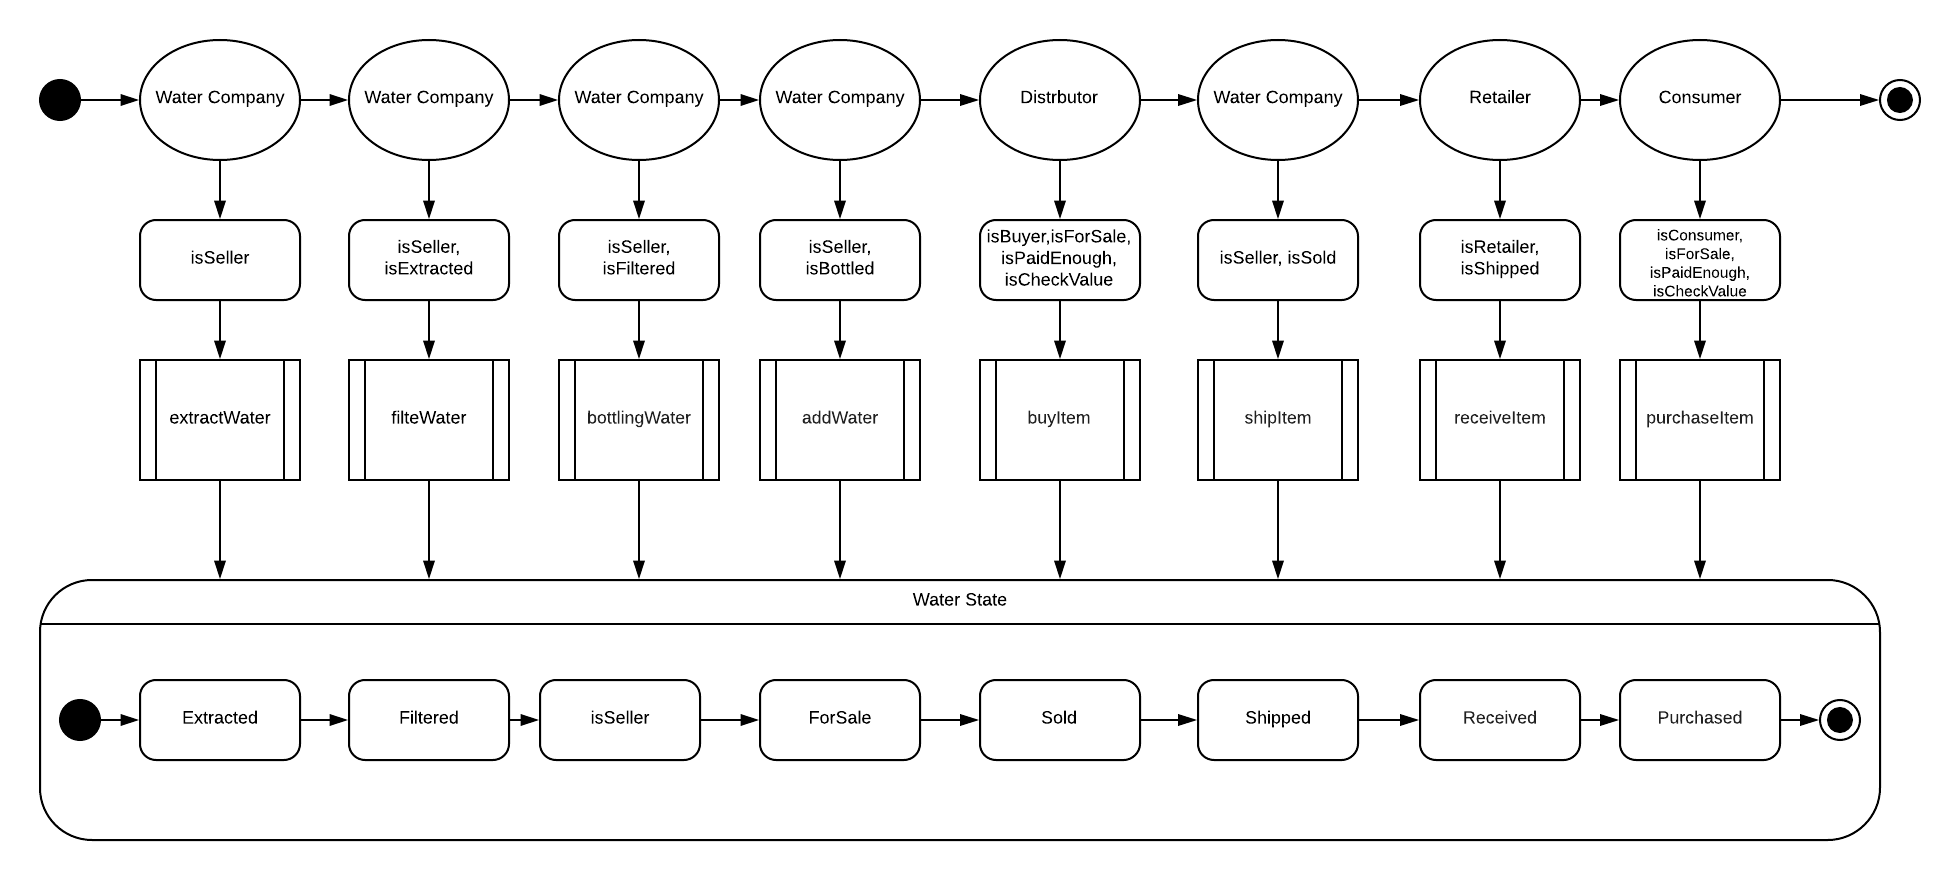 Water Company
Water Company
Water Company
Water Company
Distrbutor
Water Company
Retailer
Consumer
isSeller
isSeller,
isExtracted
isSeller,
isFiltered
isSeller,
isBottled
isBuyer,isForSale,
isPaidEnough,
isCheckValue
isSeller, isSold
isRetailer,
isShipped
isConsumer,
isForSale,
isPaidEnough,
isCheckValue
extractWater
filteWater
bottlingWater
addWater
buyItem
shipItem
receiveItem
purchaseItem
Water State
Extracted
Filtered
isSeller
ForSale
Sold
Shipped
Received
Purchased